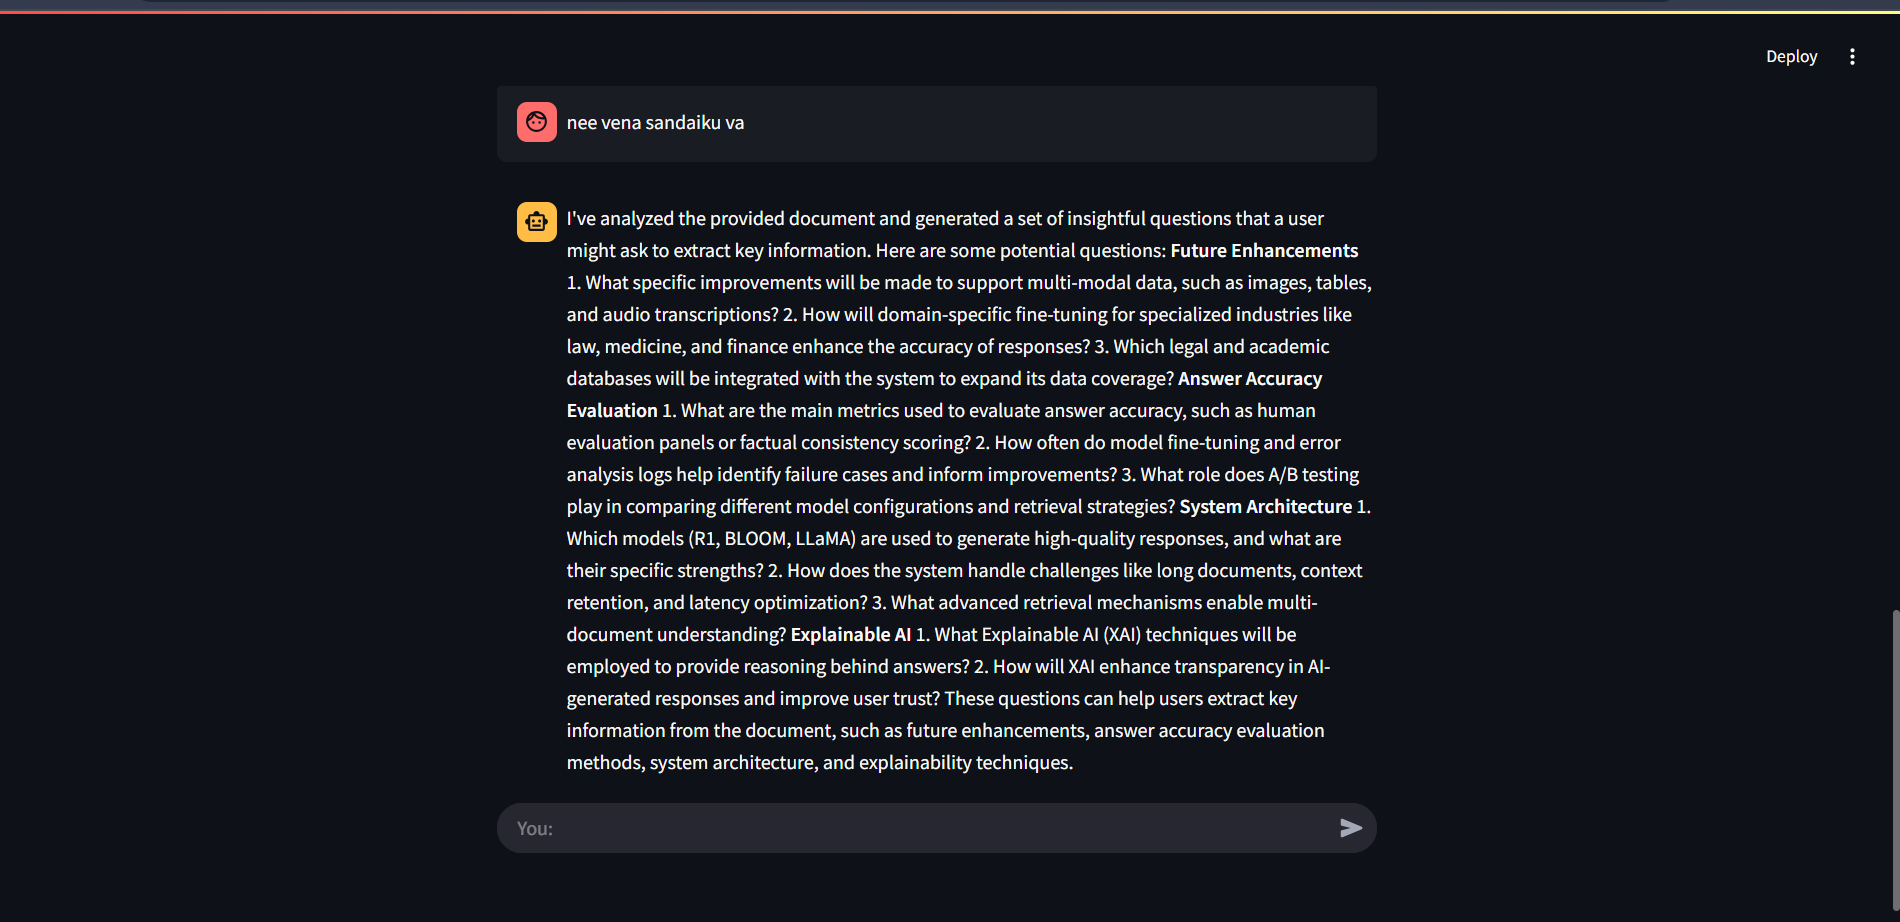 Deploy
nee vena sandaiku va
I've analyzed the provided document and generated a set of insightful questions that a user
might ask to extract key information. Here are some potential questions: Future Enhancements
1. What specific improvements will be made to support multi-modal data, such as images, tables,
and audio transcriptions? 2. How will domain-specific fine-tuning for specialized industries like
law, medicine, and finance enhance the accuracy of responses? 3. Which legal and academic
databases will be integrated with the system to expand its data coverage? Answer Accuracy
Evaluation 1. What are the main metrics used to evaluate answer accuracy, such as human
evaluation panels or factual consistency scoring? 2. How often do model fine-tuning and error
analysis logs help identify failure cases and inform improvements? 3. What role does A/B testing
play in comparing different model configurations and retrieval strategies? System Architecture 1.
Which models (R1, BLOOM, LLaMA) are used to generate high-quality responses, and what are
their specific strengths? 2. How does the system handle challenges like long documents, context
retention, and latency optimization? 3. What advanced retrieval mechanisms enable multi-
document understanding? Explainable AI 1. What Explainable AI (XAI) techniques will be
employed to provide reasoning behind answers? 2. How will XAI enhance transparency in AI-
generated responses and improve user trust? These questions can help users extract key
information from the document, such as future enhancements, answer accuracy evaluation
methods, system architecture, and explainability techniques.
You: